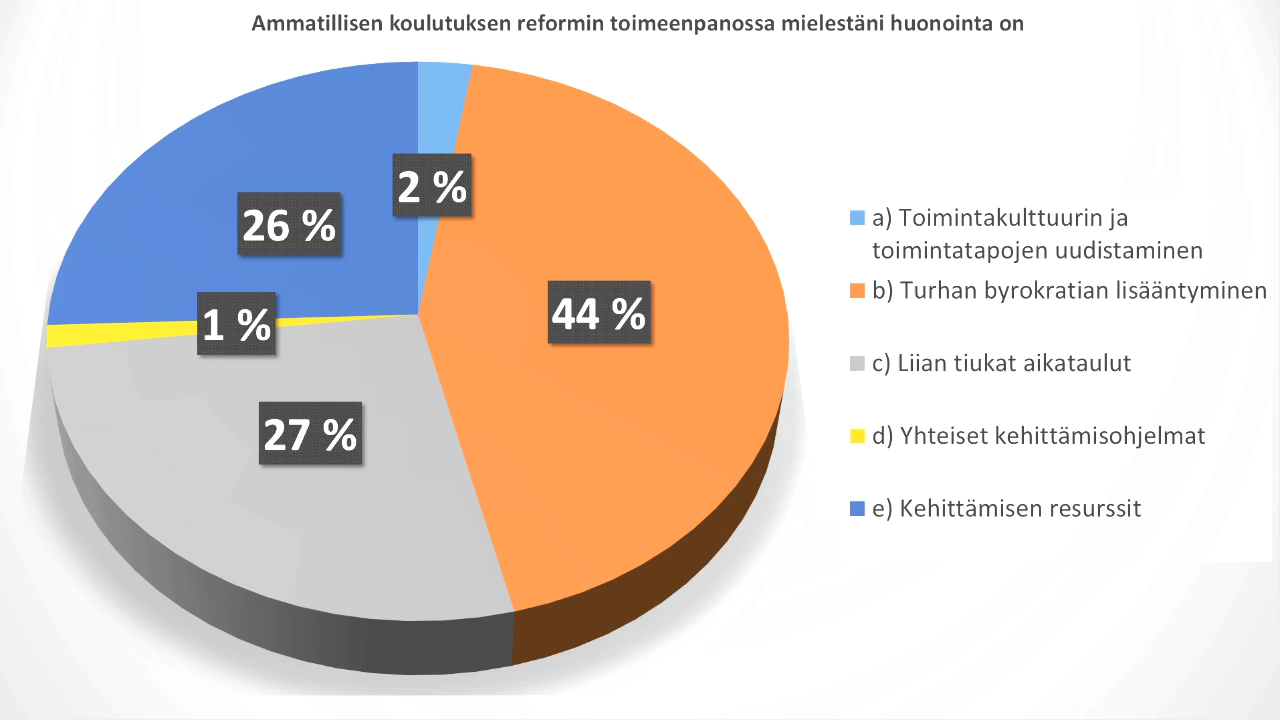 Ammatillisen koulutuksen reformin toimeenpanossa mielestäni huonointa on
2 %
26 %
44 %
1 %
27 %
a) Toimintakulttuurin ja
toimintatapojen uudistaminen
b) Turhan byrokratian lisääntyminen
c) Liian tiukat aikataulut
d) Yhteiset kehittämisohjelmat
e) Kehittämisen resurssit